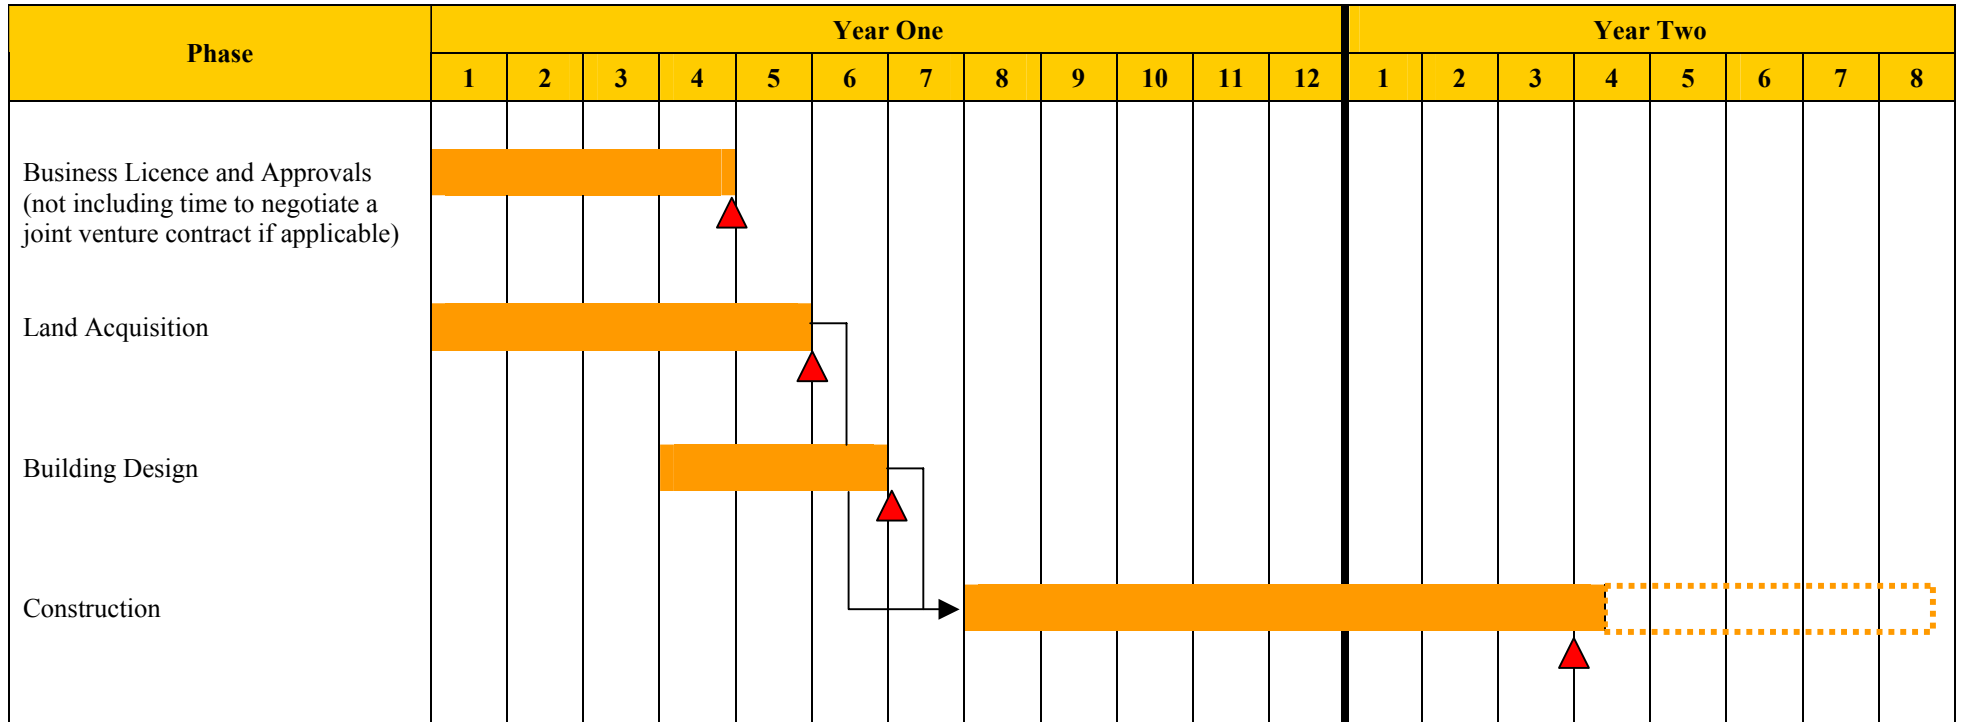 Phase
Year One
Year Two
1 2 3 4 5 6 7 8 9 10 11 12 1 2 3 4 5 6 7 8
Business Licence and Approvals
(not including time to negotiate a
joint venture contract if applicable)
Land Acquisition
Building Design
Construction